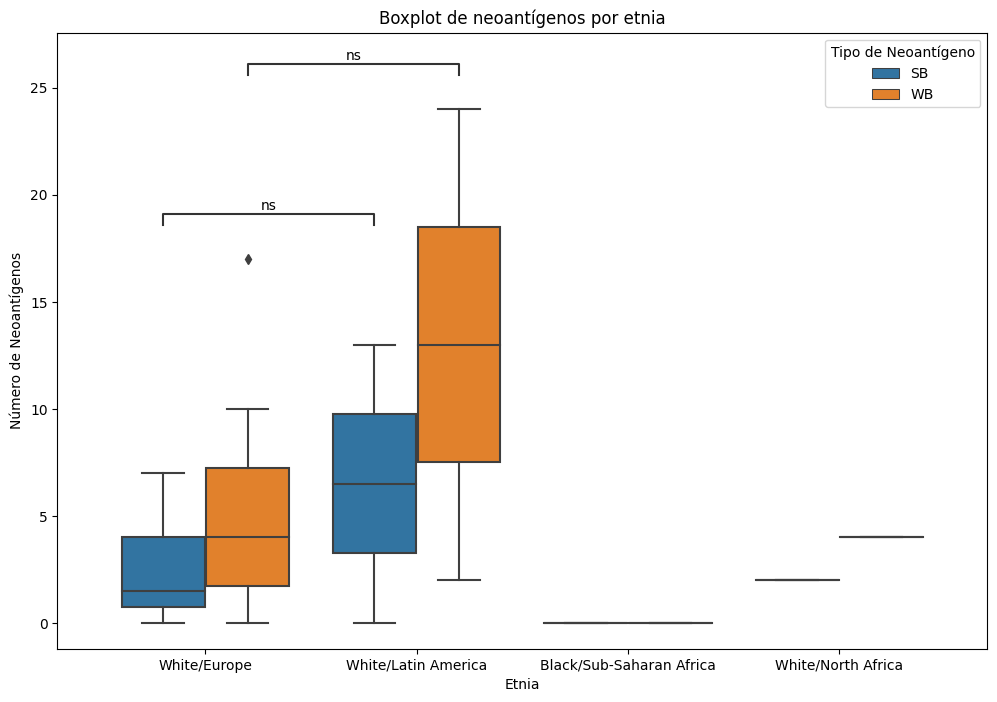 Boxplot de neoantígenos por etnia
Tipo de Neoantígeno
SB
WB
ns
ns
Número de Neoantígenos
25
20
15
10
5
0
White/Europe
White/Latin America
Black/Sub-Saharan Africa
White/North Africa
Etnia